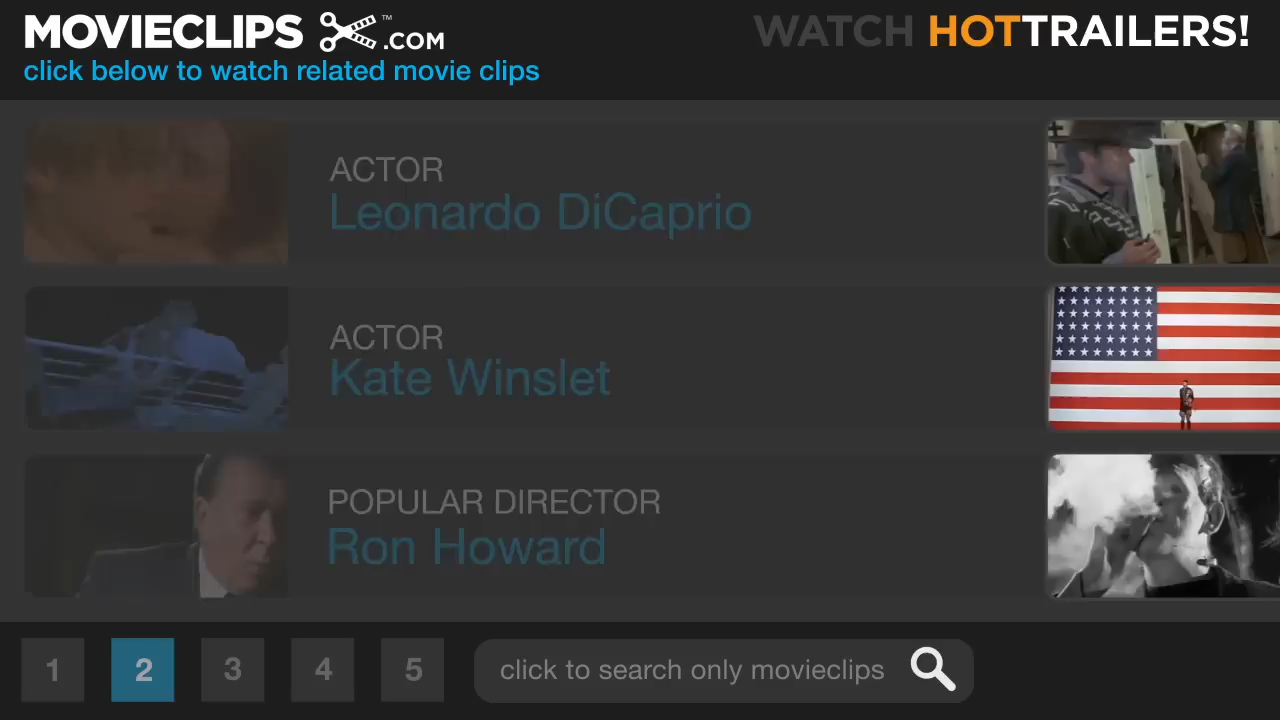 MOVIECLIPS ™ .COM
WATCH HOTTRAILERS!
click below to watch related movie clips
ACTOR
Leonardo DiCaprio
ACTOR
Kate Winslet
POPULAR DIRECTOR
Ron Howard
1 2 3 4 5
click to search only movieclips